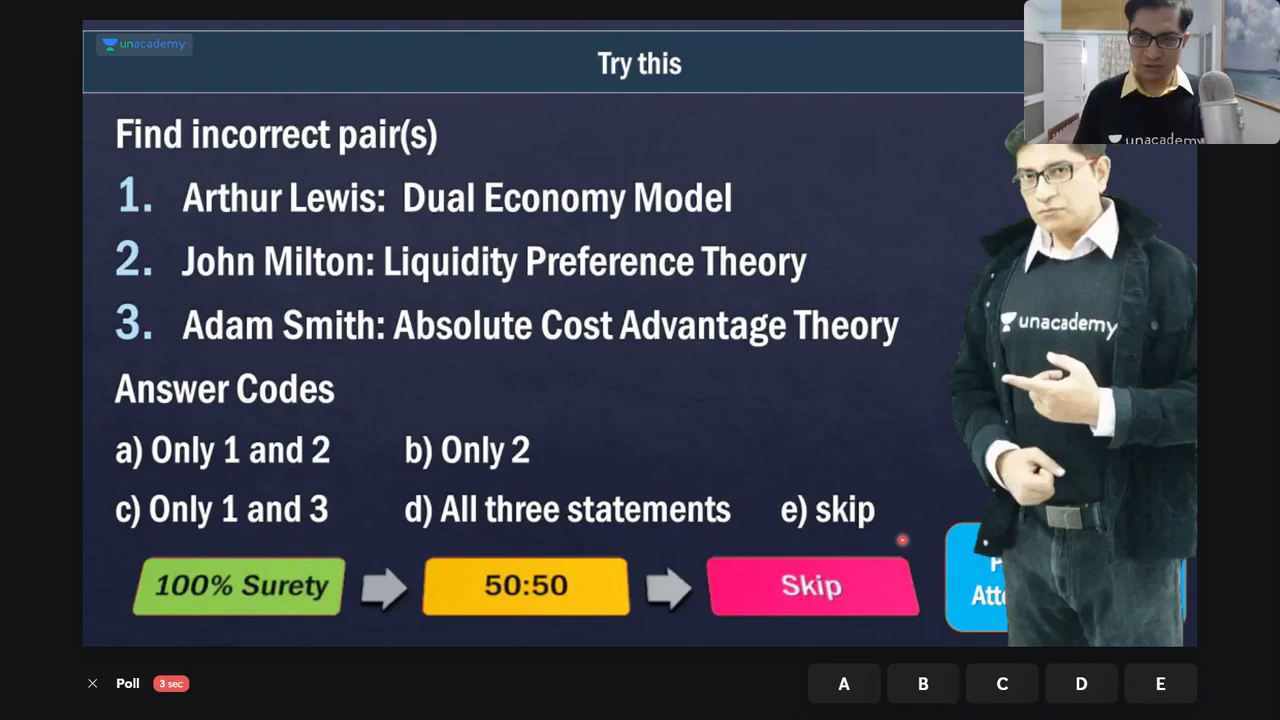 unacademy
Try this
unacademy
Find incorrect pair(s)
1. Arthur Lewis: Dual Economy Model
2. John Milton: Liquidity Preference Theory
3. Adam Smith: Absolute Cost Advantage Theory
unacademy
Answer Codes
a) Only 1 and 2 b) Only 2
c) Only 1 and 3 d) All three statements e) skip
100% Surety 50:50 Skip
Poll 3 sec A B C D E